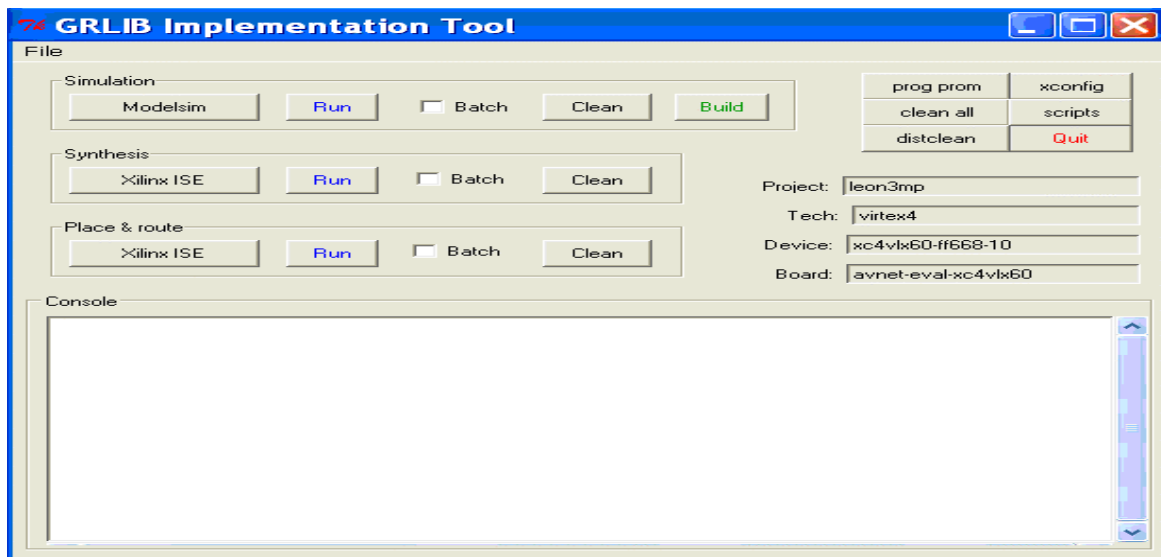 GRLIB Implementation Tool
File
Simulation
Modelsim Run Batch Clean Build
prog prom xconfig
clean all scripts
distclean Quit
Synthesis
Xilinx ISE Run Batch Clean
Project: leon3mp
Tech: virtex4
Place & route
Xilinx ISE Run Batch Clean
Device: xc4vlx60-ff668-10
Board: avnet-eval-xc4vlx60
Console